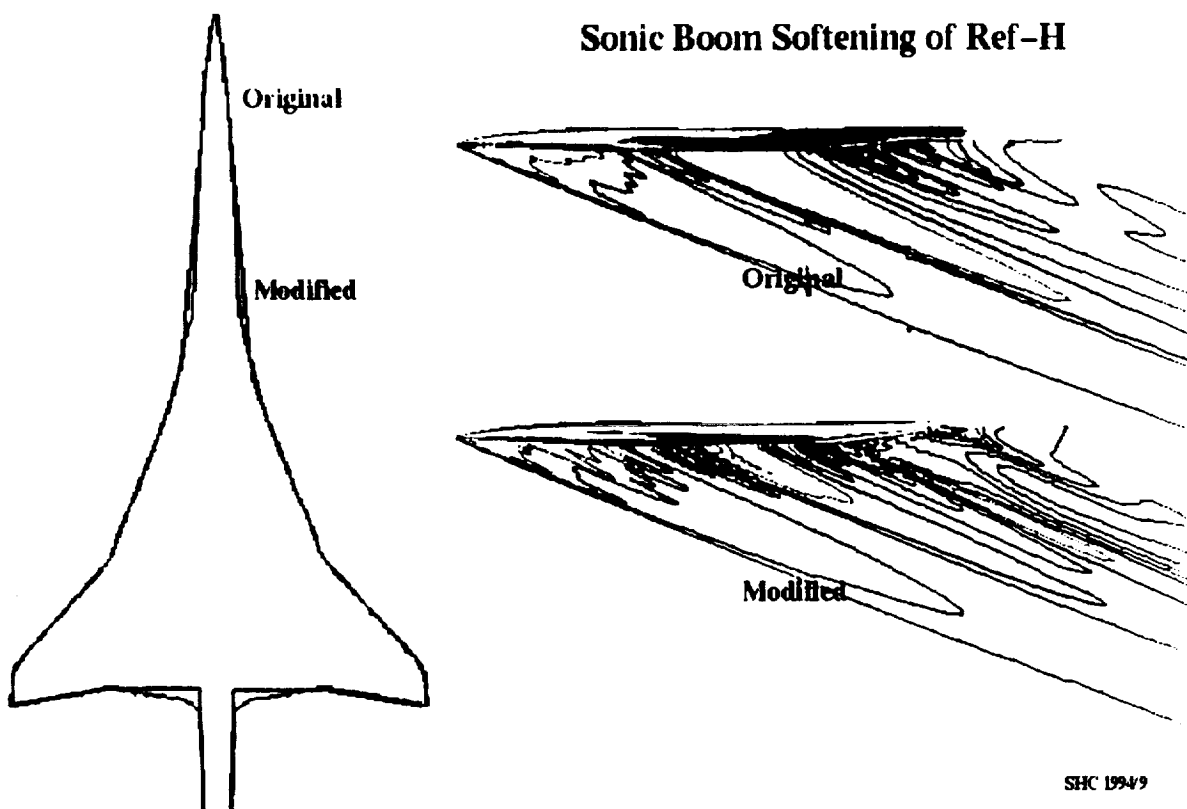 Sonic Boom Softening of Ref-H
Original
Modified
Original
Modified
SHC 1994/9